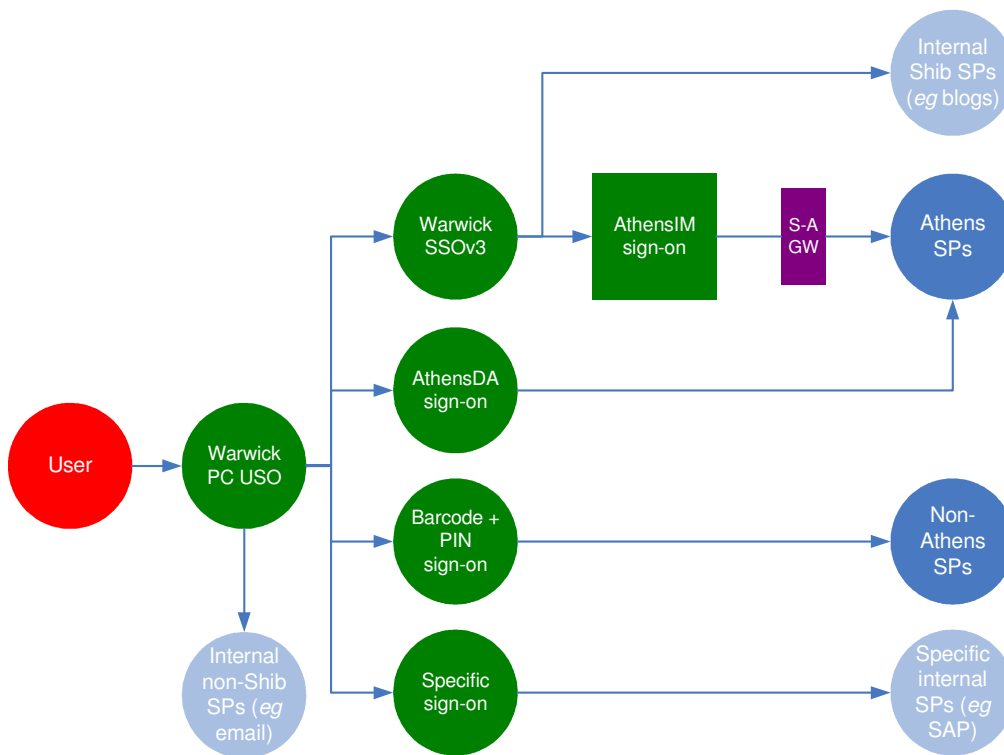 Internal
Shib SPs
(eg blogs)
Warwick
SSOv3
AthensIM
sign-on
S-A
GW
Athens
SPs
AthensDA
sign-on
User
Warwick
PC USO
Barcode +
PIN
sign-on
Non-
Athens
SPs
Internal
non-Shib
SPs (eg
email)
Specific
sign-on
Specific
internal
SPs (eg
SAP)